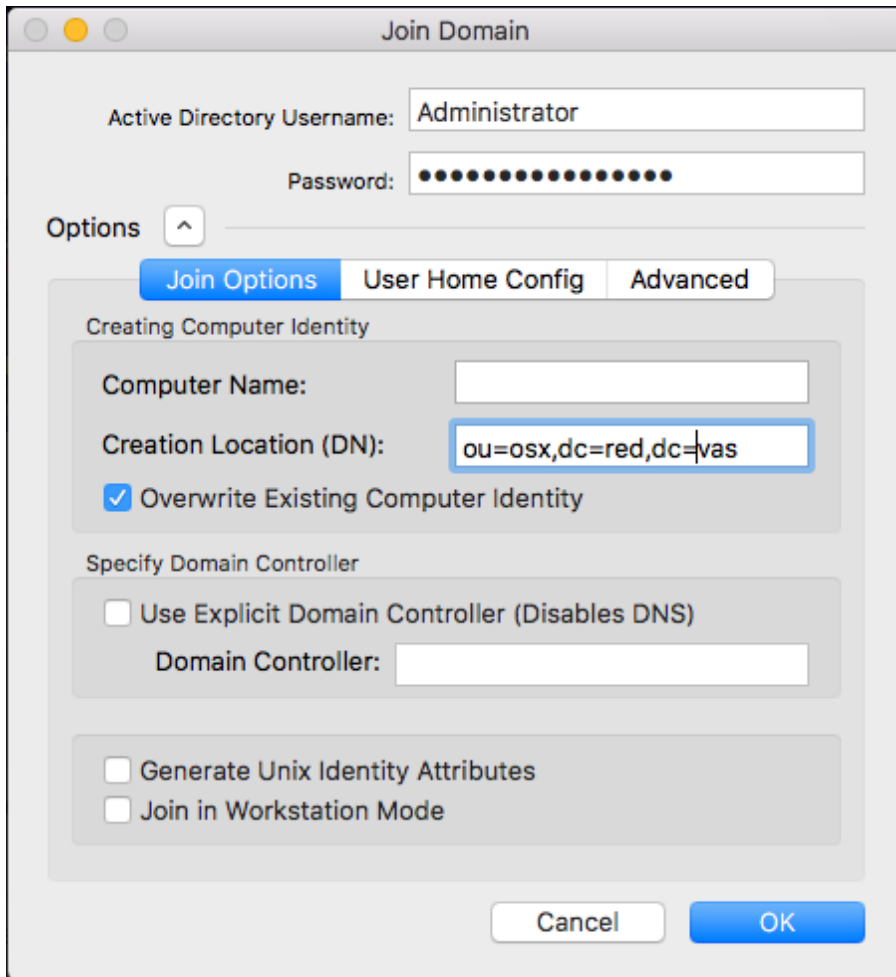 Join Domain
Active Directory Username: Administrator
Password: ●●●●●●●●●●●●●●●●
Options
Join Options User Home Config Advanced
Creating Computer Identity
Computer Name:
Creation Location (DN): ou=osx,dc=red,dc=vas
Overwrite Existing Computer Identity
Specify Domain Controller
Use Explicit Domain Controller (Disables DNS)
Domain Controller:
Generate Unix Identity Attributes
Join in Workstation Mode
Cancel OK